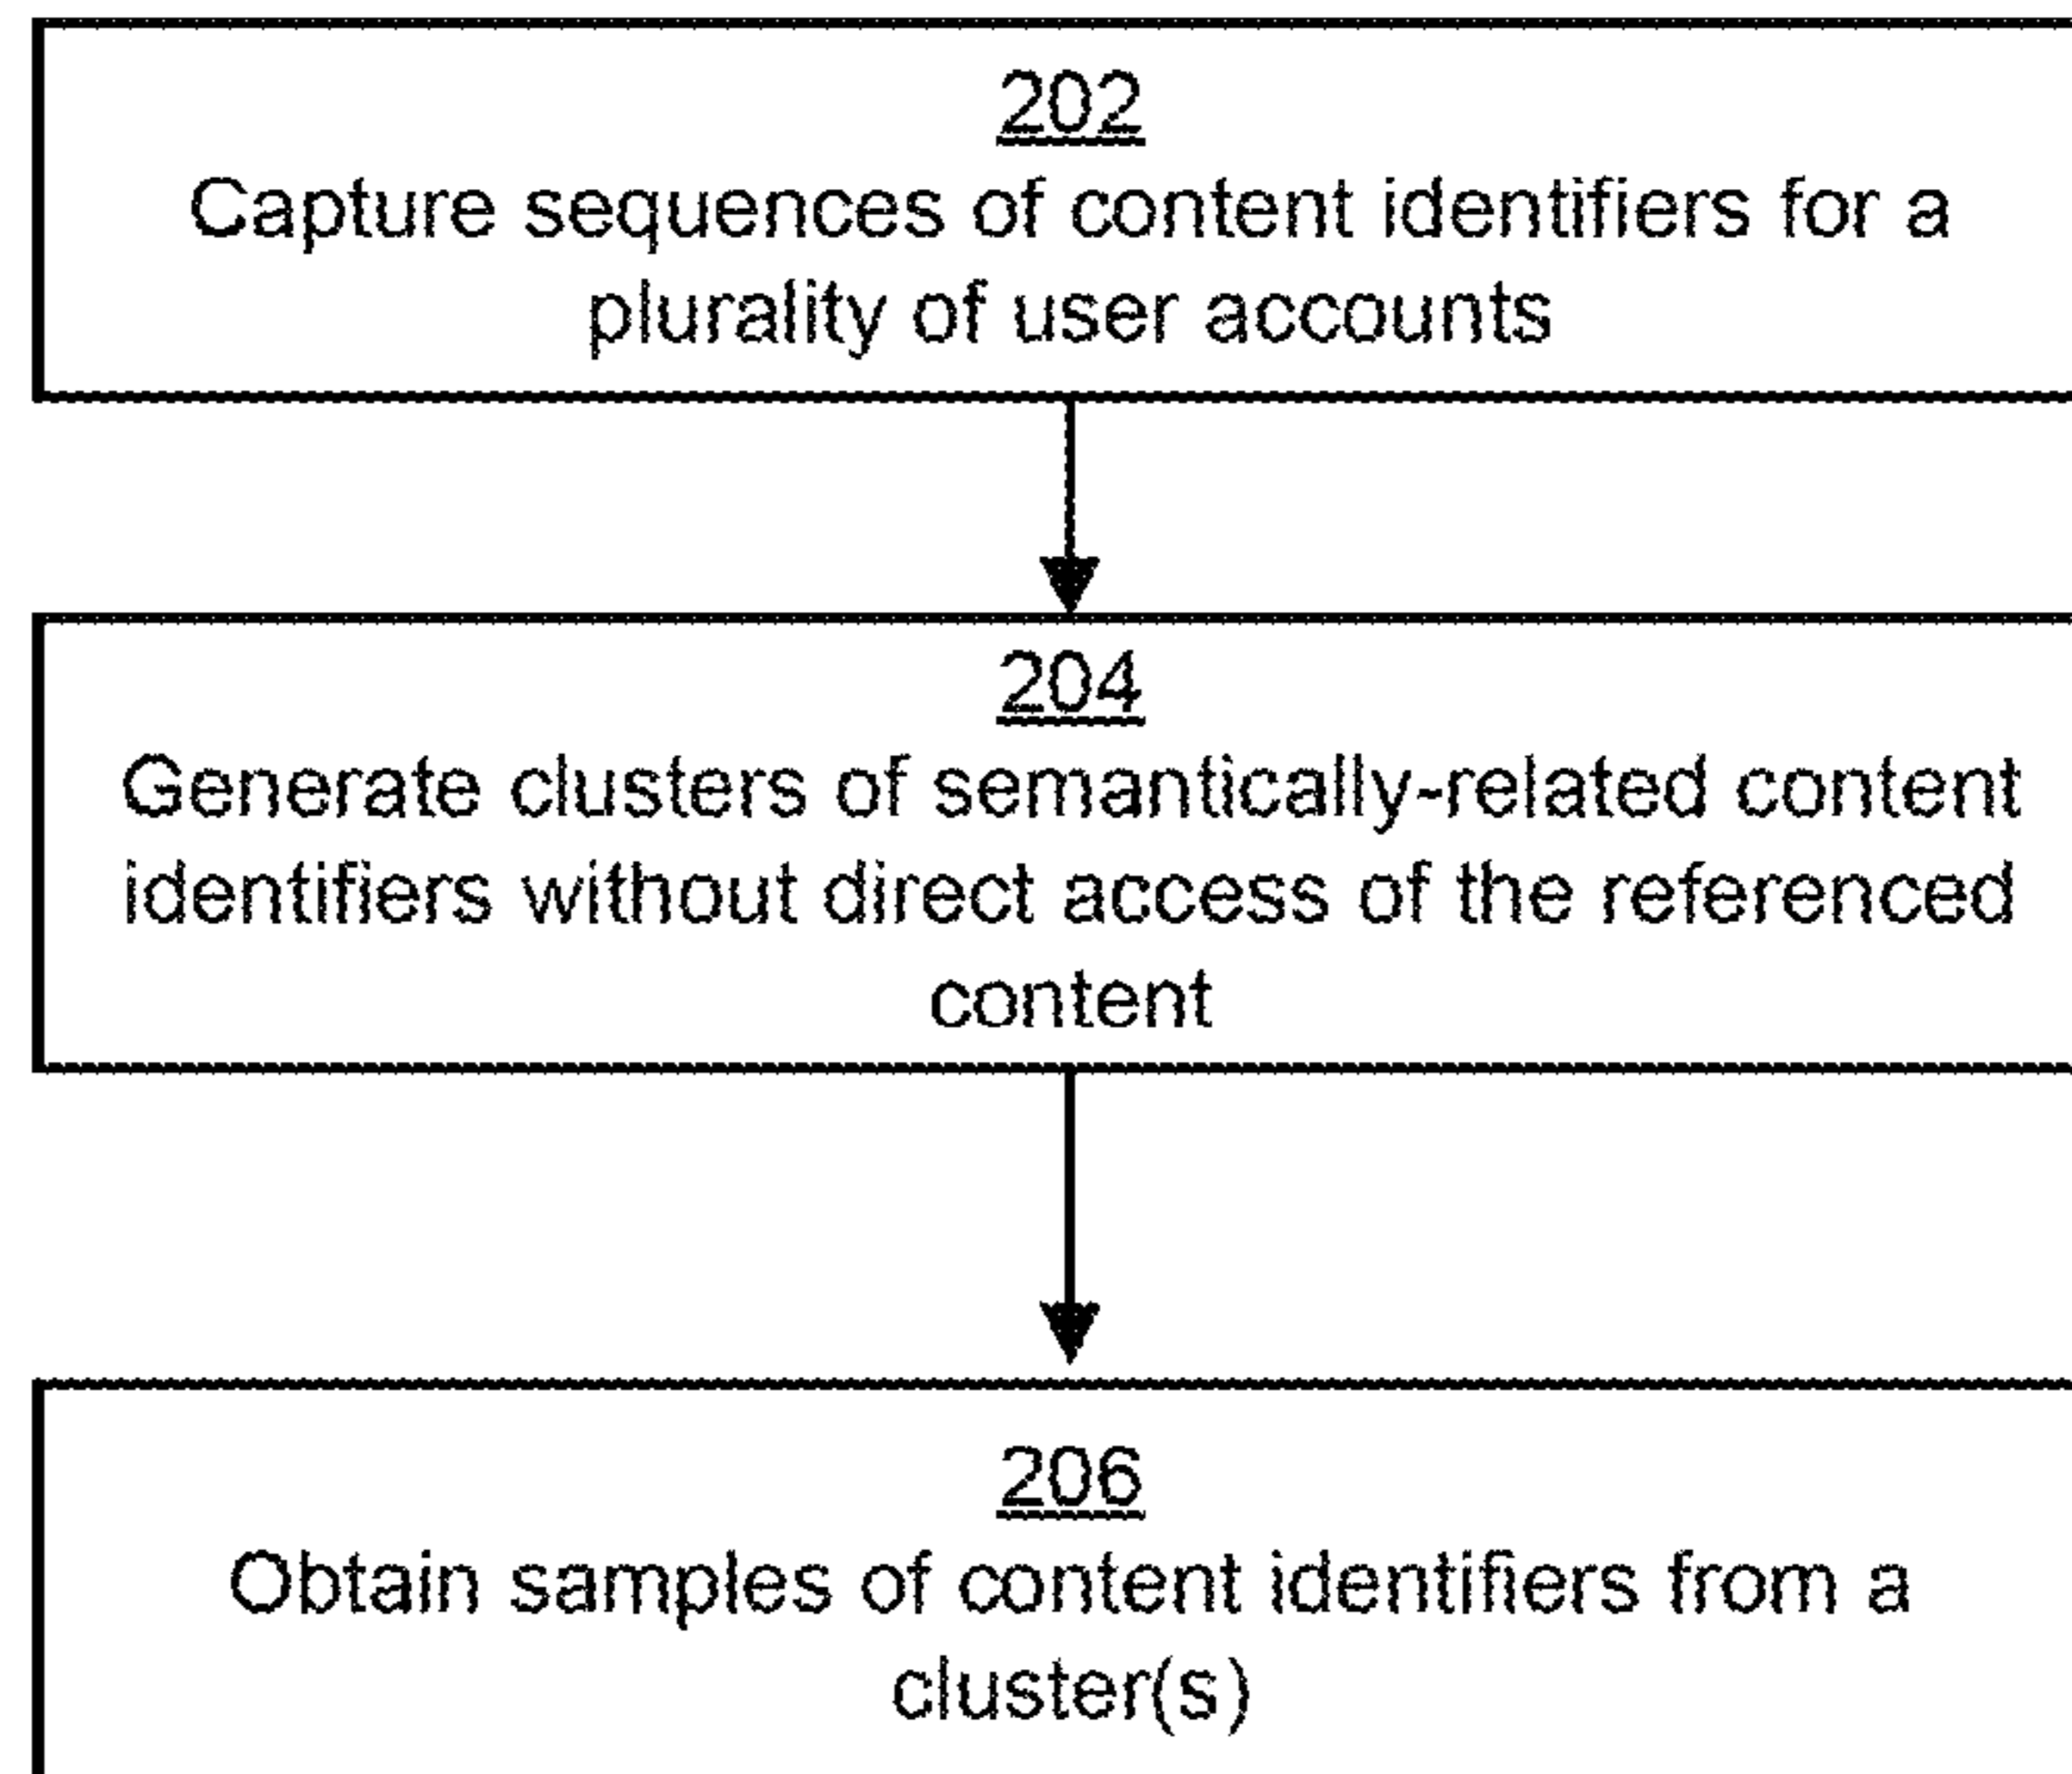 202
Capture sequences of content identifiers for a
plurality of user accounts
204
Generate clusters of semantically-related content
identifiers without direct access of the referenced
content
206
Obtain samples of content identifiers from a
cluster(s)